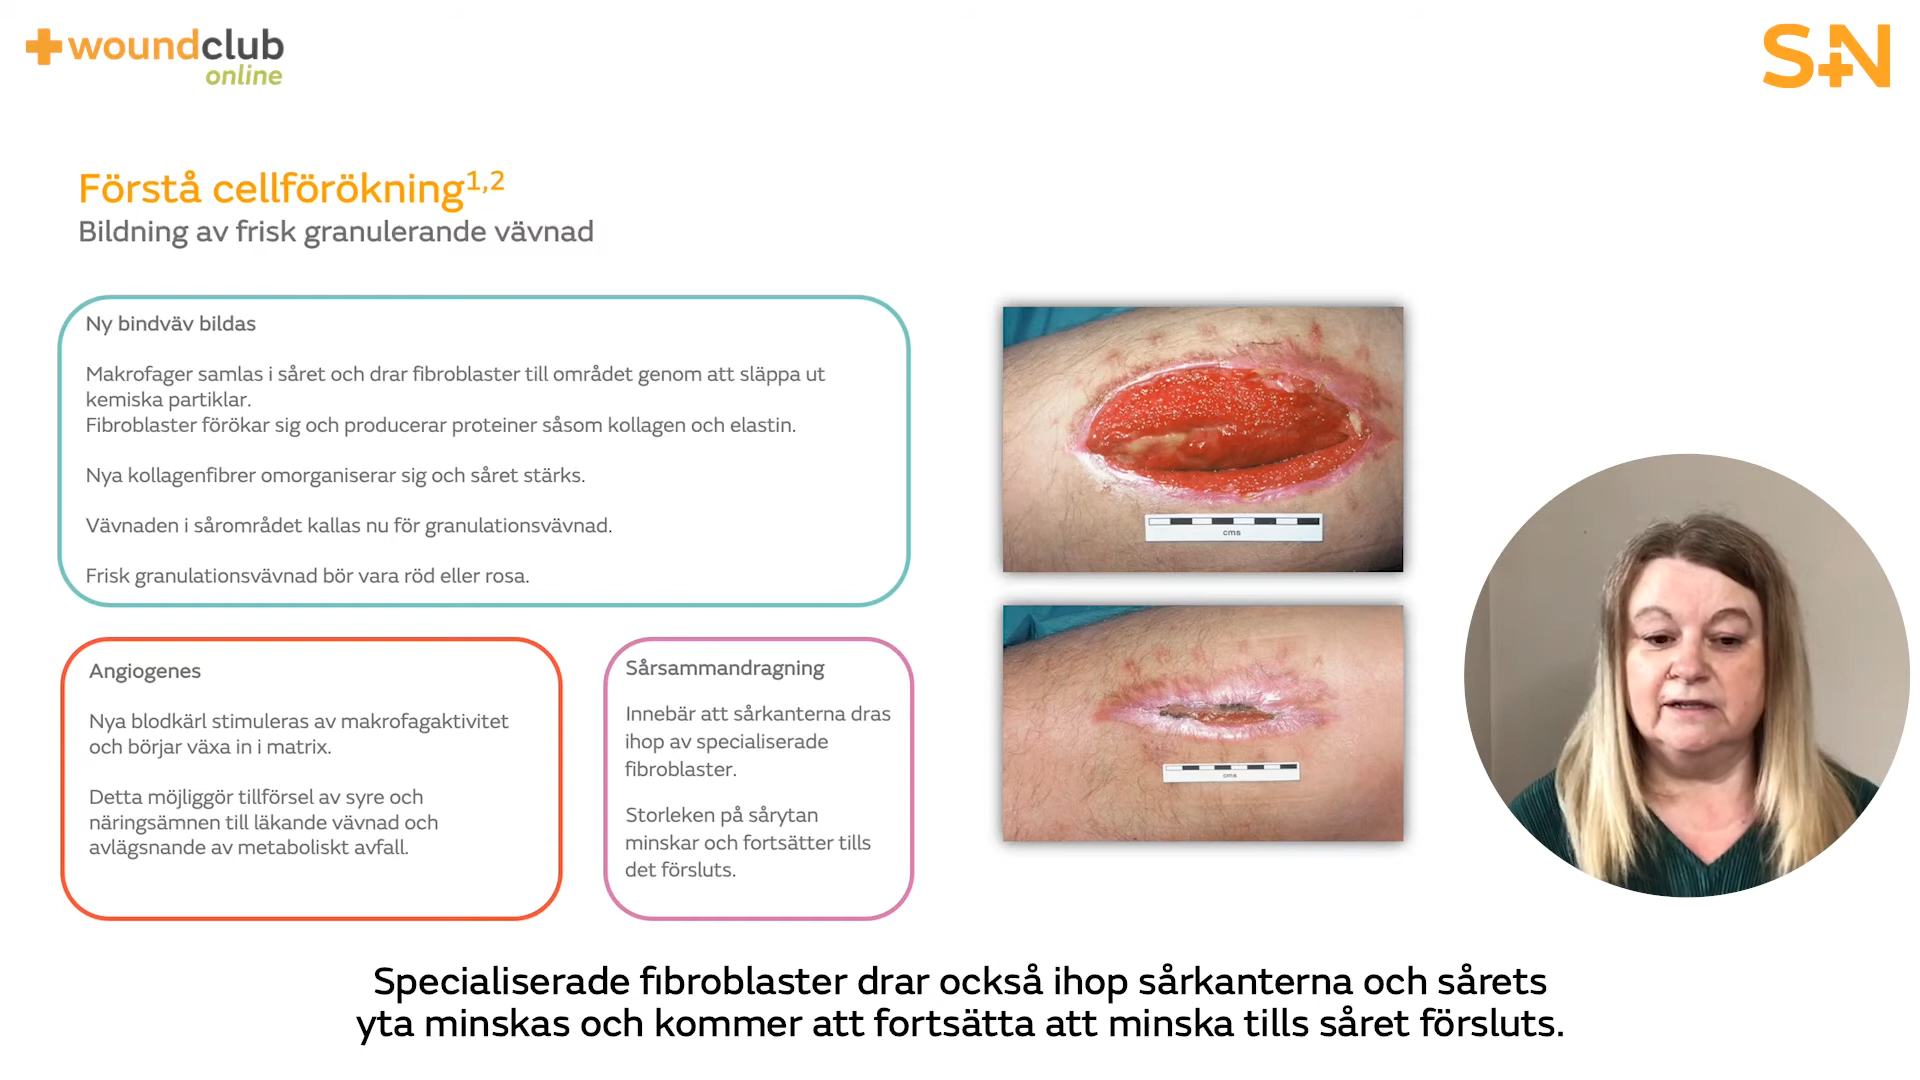 woundclub
online
S+N
Förstå cellförökning1,2
Bildning av frisk granulerande vävnad
Ny bindväv bildas
Makrofager samlas i såret och drar fibroblaster till området genom att släppa ut
kemiska partiklar.
Fibroblaster förökar sig och producerar proteiner såsom kollagen och elastin.
Nya kollagenfibrer omorganiserar sig och såret stärks.
Vävnaden i sårområdet kallas nu för granulationsvävnad.
Frisk granulationsvävnad bör vara röd eller rosa.
Angiogenes
Nya blodkärl stimuleras av makrofagaktivitet
och börjar växa in i matrix.
Detta möjliggör tillförsel av syre och
näringsämnen till läkande vävnad och
avlägsnande av metaboliskt avfall.
Sårsammandragning
Innebär att sårkanterna dras
ihop av specialiserade
fibroblaster.
Storleken på sårytan
minskar och fortsätter tills
det försluts.
cms
cms
Specialiserade fibroblaster drar också ihop sårkanterna och sårets
yta minskas och kommer att fortsätta att minska tills såret försluts.